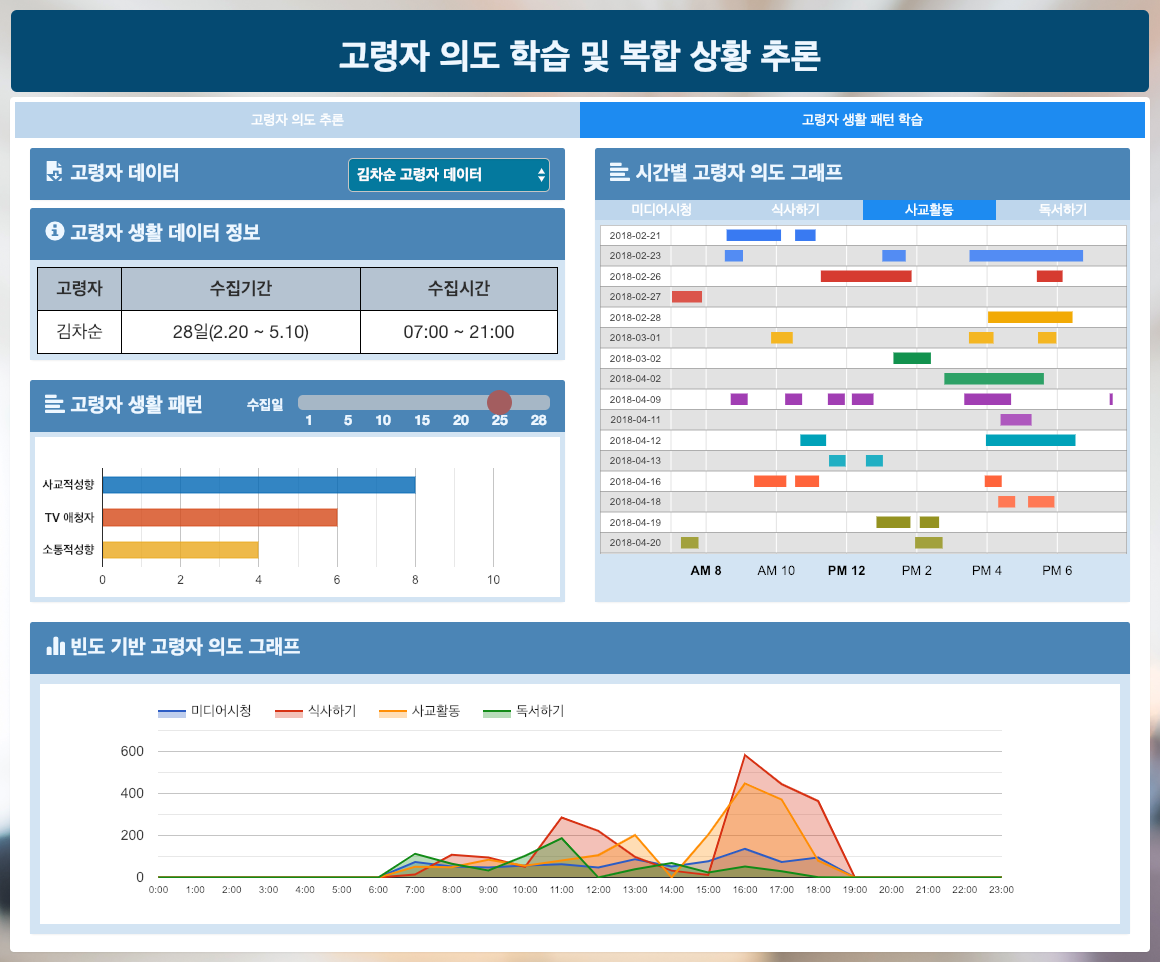 고령자 의도 학습 및 복합 상황 추론
고령자 의도 추론
고령자 생활 패턴 학습
고령자 데이터
김차순 고령자 데이터
고령자 생활 데이터 정보
고령자 수집기간 수집시간
김차순 28일(2.20 ~ 5.10) 07:00 ~ 21:00
고령자 생활 패턴
수집일
1 5 10 15 20 25 28
사교적성향
TV 애청자
소통적성향
0 2 4 6 8 10
시간별 고령자 의도 그래프
미디어시청 식사하기 사교활동 독서하기
2018-02-21
2018-02-23
2018-02-26
2018-02-27
2018-02-28
2018-03-01
2018-03-02
2018-04-02
2018-04-09
2018-04-11
2018-04-12
2018-04-13
2018-04-16
2018-04-18
2018-04-19
2018-04-20
AM 8 AM 10 PM 12 PM 2 PM 4 PM 6
빈도 기반 고령자 의도 그래프
미디어시청 식사하기 사교활동 독서하기
600
400
200
0
0:00 1:00 2:00 3:00 4:00 5:00 6:00 7:00 8:00 9:00 10:00 11:00 12:00 13:00 14:00 15:00 16:00 17:00 18:00 19:00 20:00 21:00 22:00 23:00